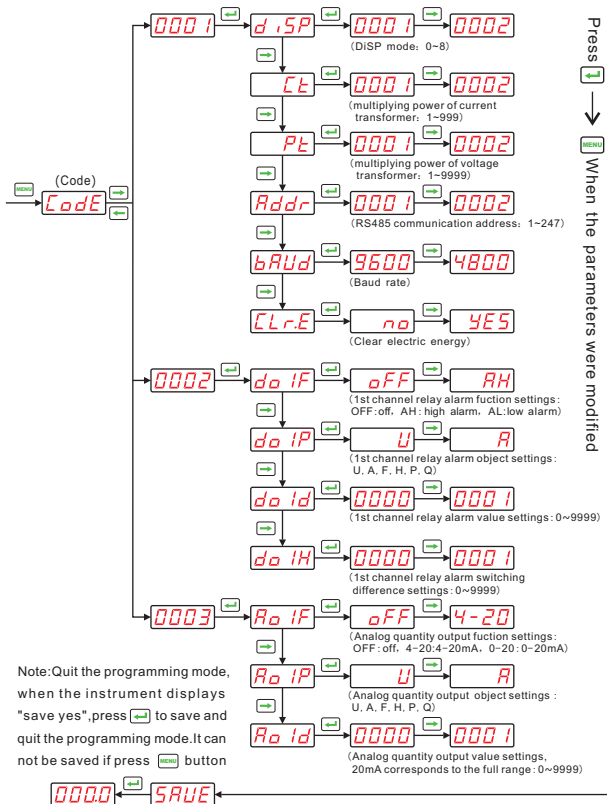 0001 diSP 0001 0002
(DiSP mode: 0~8)
Ct 0001 0002
(multiplying power of current
transformer: 1~999)
Pt 0001 0002
(multiplying power of voltage
transformer: 1~9999)
MENU
(Code)
CodE
Addr 0001 0002
(RS485 communication address: 1~247)
bAUd 9600 4800
(Baud rate)
CLr.E no YES
(Clear electric energy)
0002 do1F oFF AH
(1st channel relay alarm fuction settings:
OFF:off, AH: high alarm, AL:low alarm)
do1P U A
(1st channel relay alarm object settings:
U, A, F, H, P, Q)
do1d 0000 0001
(1st channel relay alarm value settings: 0~9999)
do1H 0000 0001
(1st channel relay alarm switching
difference settings: 0~9999)
0003 Ao1F oFF 4-20
(Analog quantity output fuction settings:
OFF: off, 4-20:4-20mA, 0-20: 0-20mA)
Ao1P U A
(Analog quantity output object settings :
U, A, F, H, P, Q)
Ao1d 0000 0001
(Analog quantity output value settings,
20mA corresponds to the full range: 0~9999)
Press MENU When the parameters were modified
Note:Quit the programming mode,
when the instrument displays
"save yes",press to save and
quit the programming mode.It can
not be saved if press MENU button
000.0 SAUE